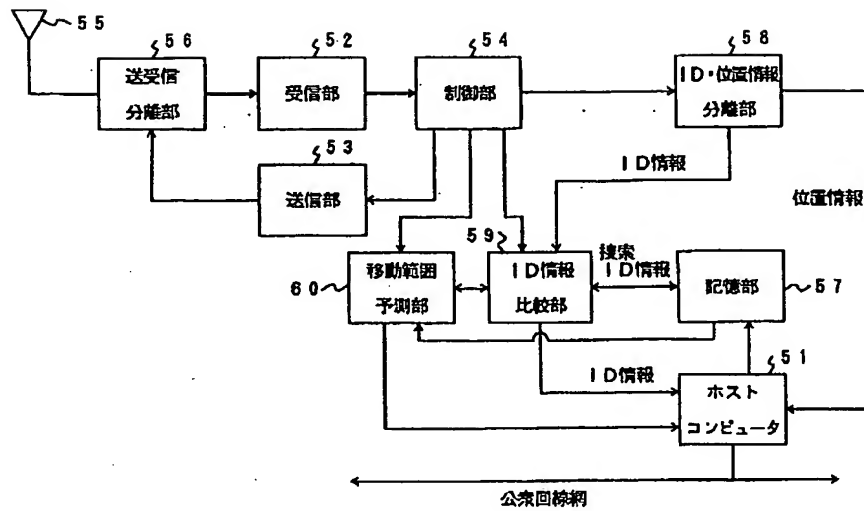 55
56
送受信
分離部
52
受信部
54
制御部
58
ID・位置情報
分離部
53
送信部
ID情報
位置情報
59
60
移動範囲
予測部
ID情報
比較部
捜索
ID情報
記憶部
57
ID情報
51
ホスト
コンピュータ
公衆回線網